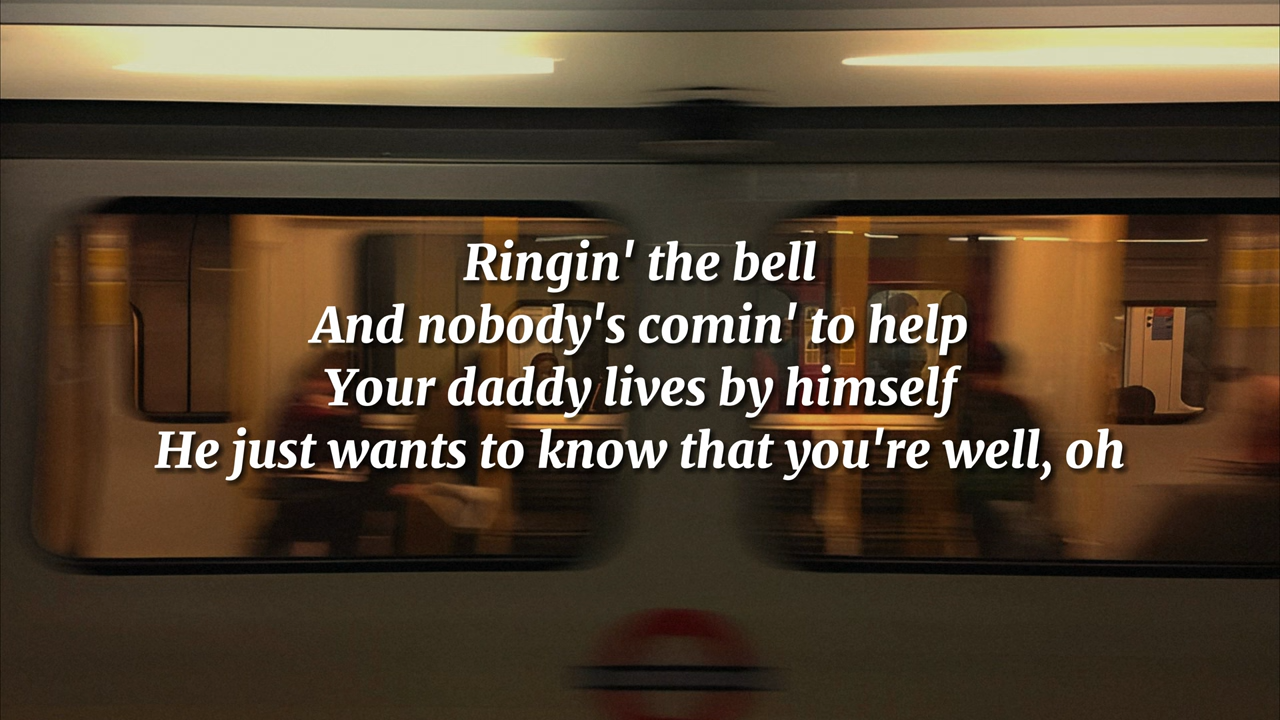 Ringin' the bell
And nobody's comin' to help
Your daddy lives by himself
He just wants to know that you're well, oh